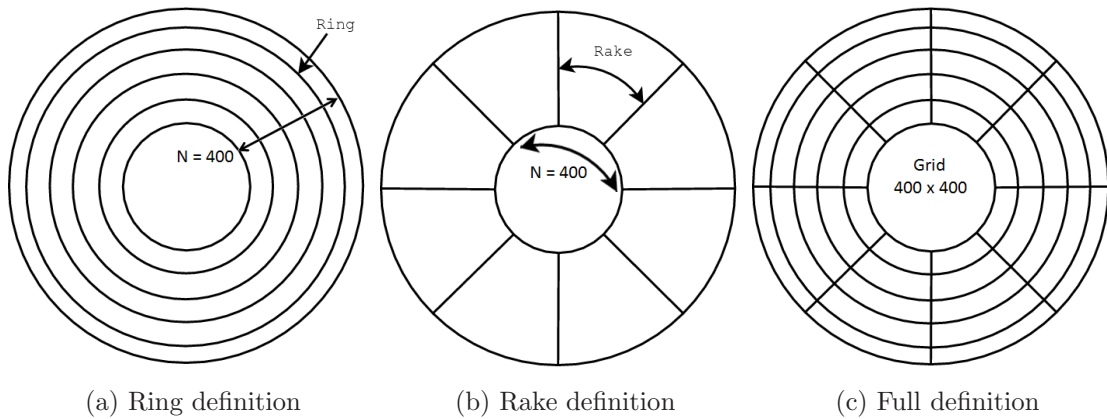 Ring
N = 400
Rake
N = 400
Grid
400 x 400
(a) Ring definition
(b) Rake definition
(c) Full definition